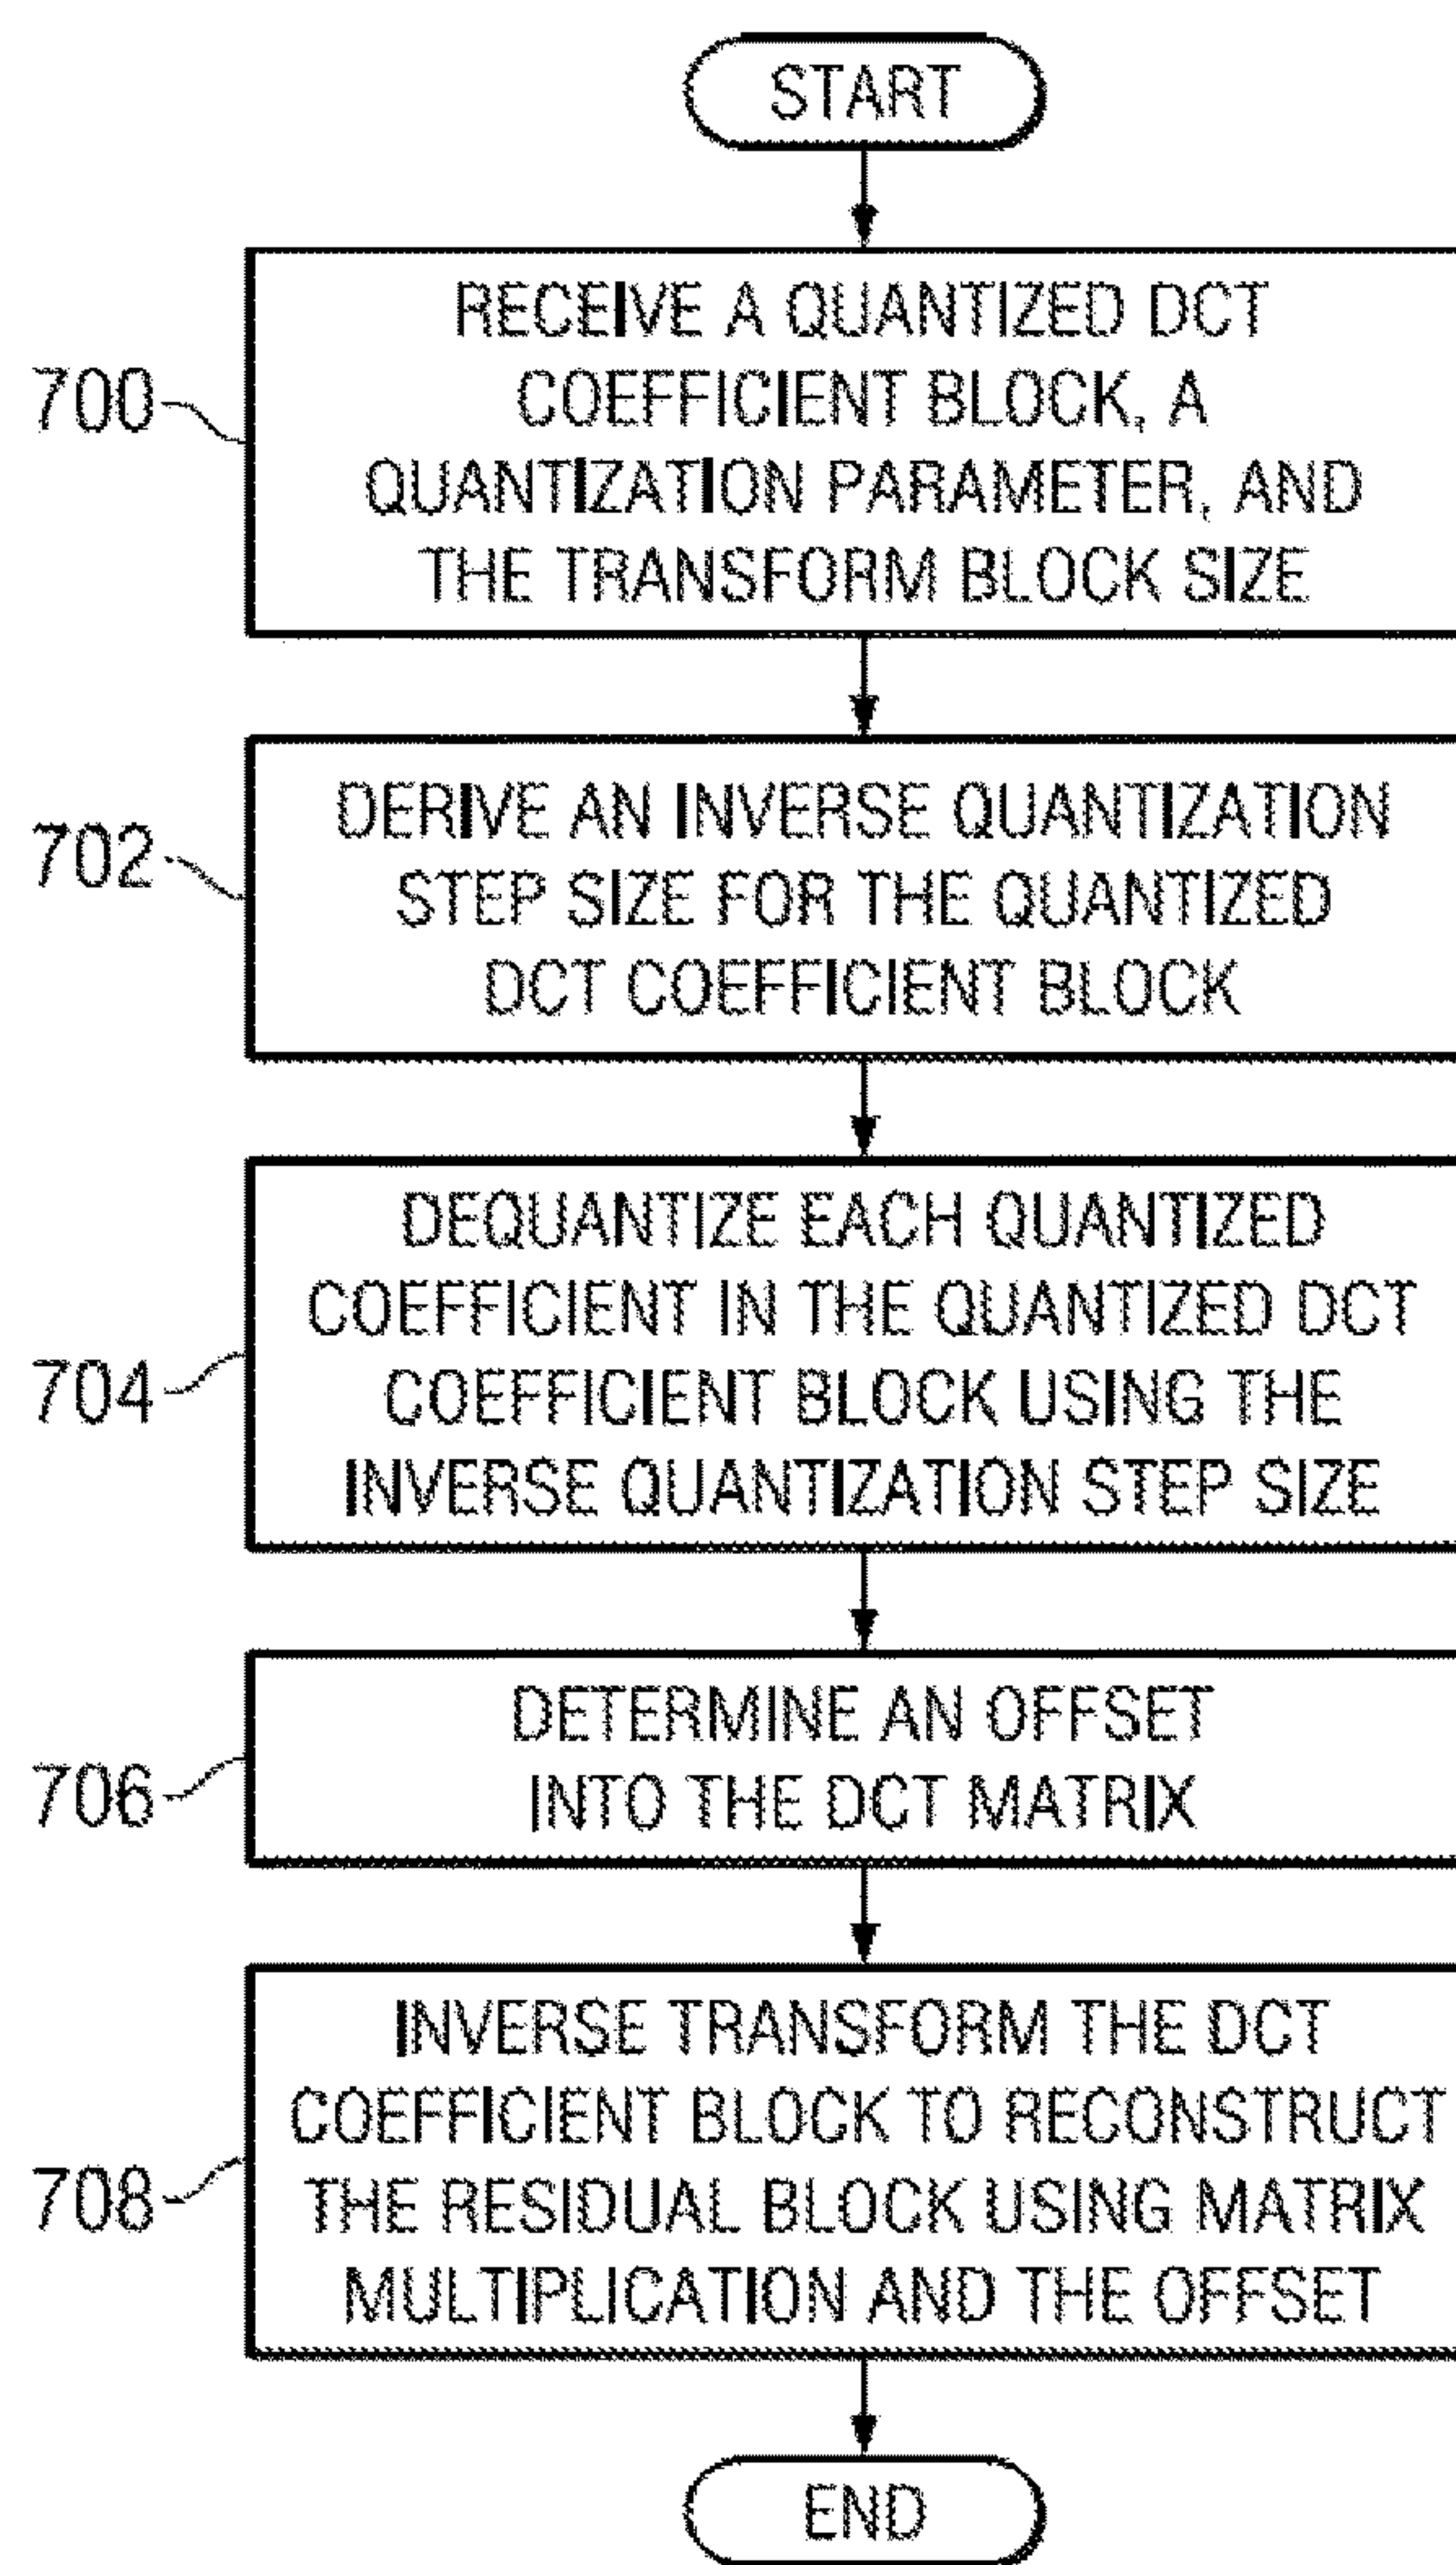 START
700
RECEIVE A QUANTIZED DCT
COEFFICIENT BLOCK, A
QUANTIZATION PARAMETER, AND
THE TRANSFORM BLOCK SIZE
702
DERIVE AN INVERSE QUANTIZATION
STEP SIZE FOR THE QUANTIZED
DCT COEFFICIENT BLOCK
704
DEQUANTIZE EACH QUANTIZED
COEFFICIENT IN THE QUANTIZED DCT
COEFFICIENT BLOCK USING THE
INVERSE QUANTIZATION STEP SIZE
706
DETERMINE AN OFFSET
INTO THE DCT MATRIX
708
INVERSE TRANSFORM THE DCT
COEFFICIENT BLOCK TO RECONSTRUCT
THE RESIDUAL BLOCK USING MATRIX
MULTIPLICATION AND THE OFFSET
END